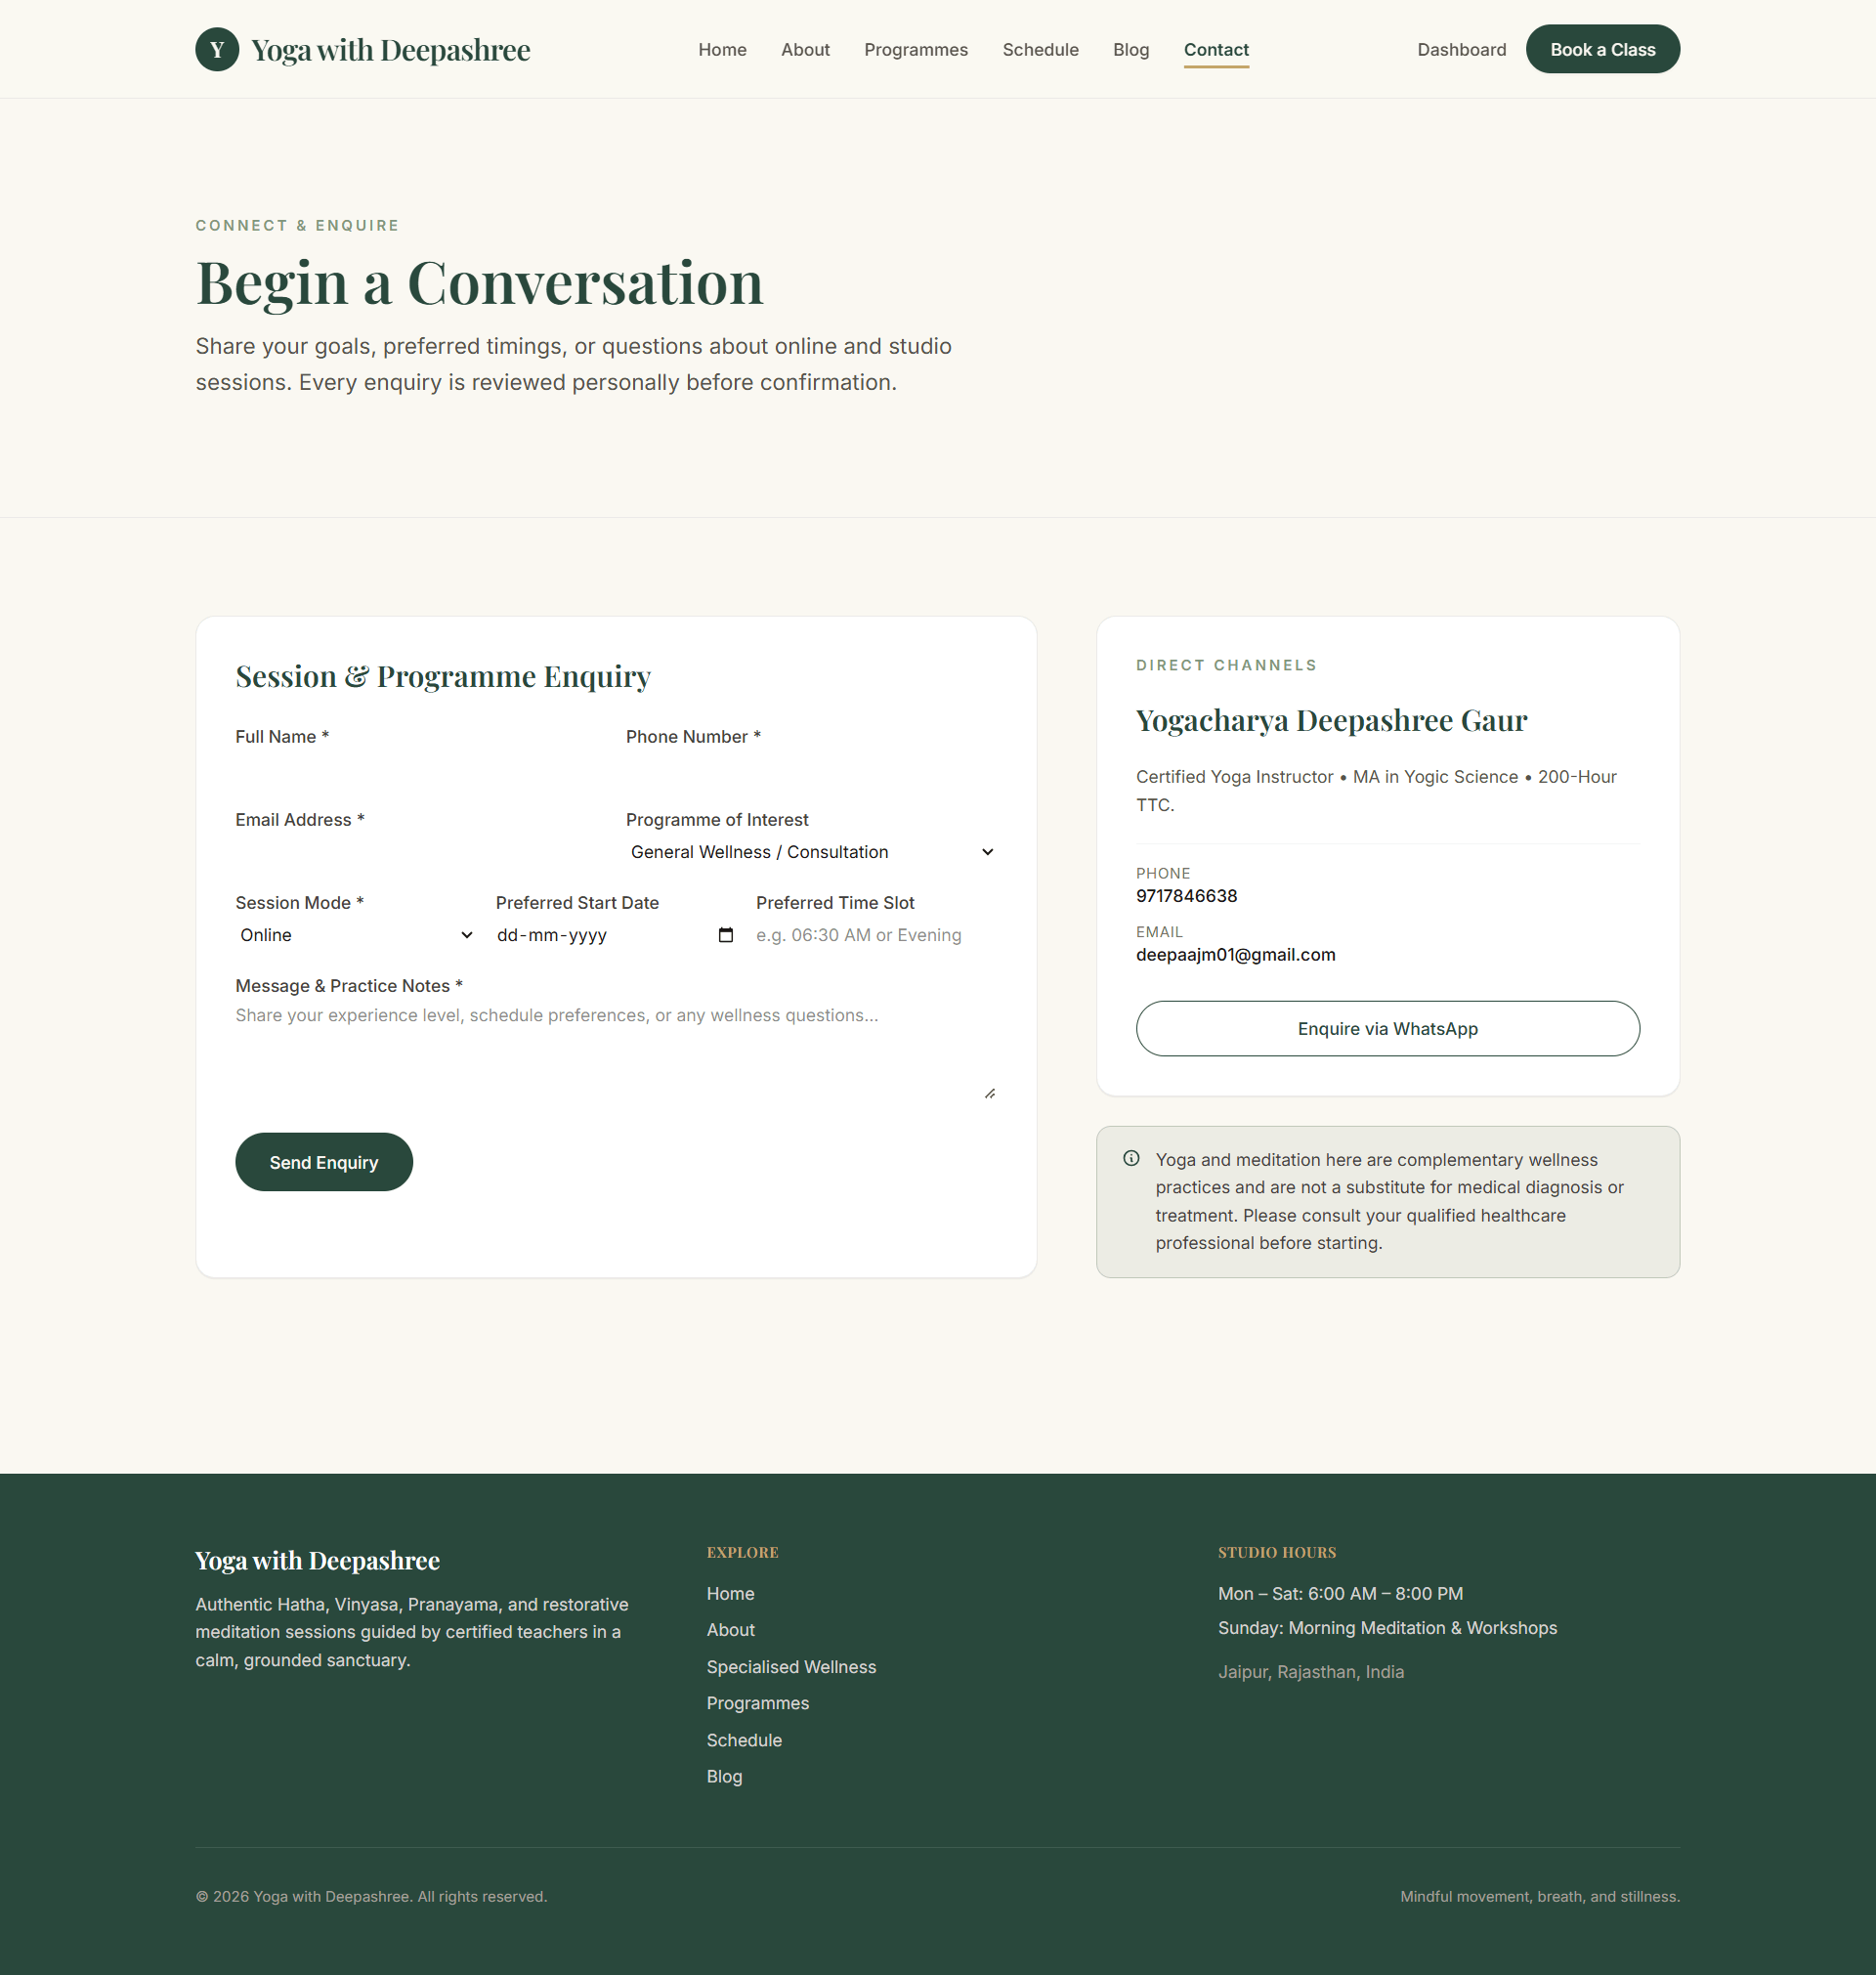 Y Yoga with Deepashree
Home About Programmes Schedule Blog Contact Dashboard Book a Class
CONNECT & ENQUIRE
Begin a Conversation
Share your goals, preferred timings, or questions about online and studio
sessions. Every enquiry is reviewed personally before confirmation.
Session & Programme Enquiry
Full Name * Phone Number *
Email Address * Programme of Interest
General Wellness / Consultation
Session Mode * Preferred Start Date Preferred Time Slot
Online dd-mm-yyyy e.g. 06:30 AM or Evening
Message & Practice Notes *
Share your experience level, schedule preferences, or any wellness questions...
Send Enquiry
DIRECT CHANNELS
Yogacharya Deepashree Gaur
Certified Yoga Instructor • MA in Yogic Science • 200-Hour
TTC.
PHONE
9717846638
EMAIL
deepaajm01@gmail.com
Enquire via WhatsApp
Yoga and meditation here are complementary wellness
practices and are not a substitute for medical diagnosis or
treatment. Please consult your qualified healthcare
professional before starting.
Yoga with Deepashree
Authentic Hatha, Vinyasa, Pranayama, and restorative
meditation sessions guided by certified teachers in a
calm, grounded sanctuary.
EXPLORE
Home
About
Specialised Wellness
Programmes
Schedule
Blog
STUDIO HOURS
Mon – Sat: 6:00 AM – 8:00 PM
Sunday: Morning Meditation & Workshops
Jaipur, Rajasthan, India
© 2026 Yoga with Deepashree. All rights reserved.
Mindful movement, breath, and stillness.